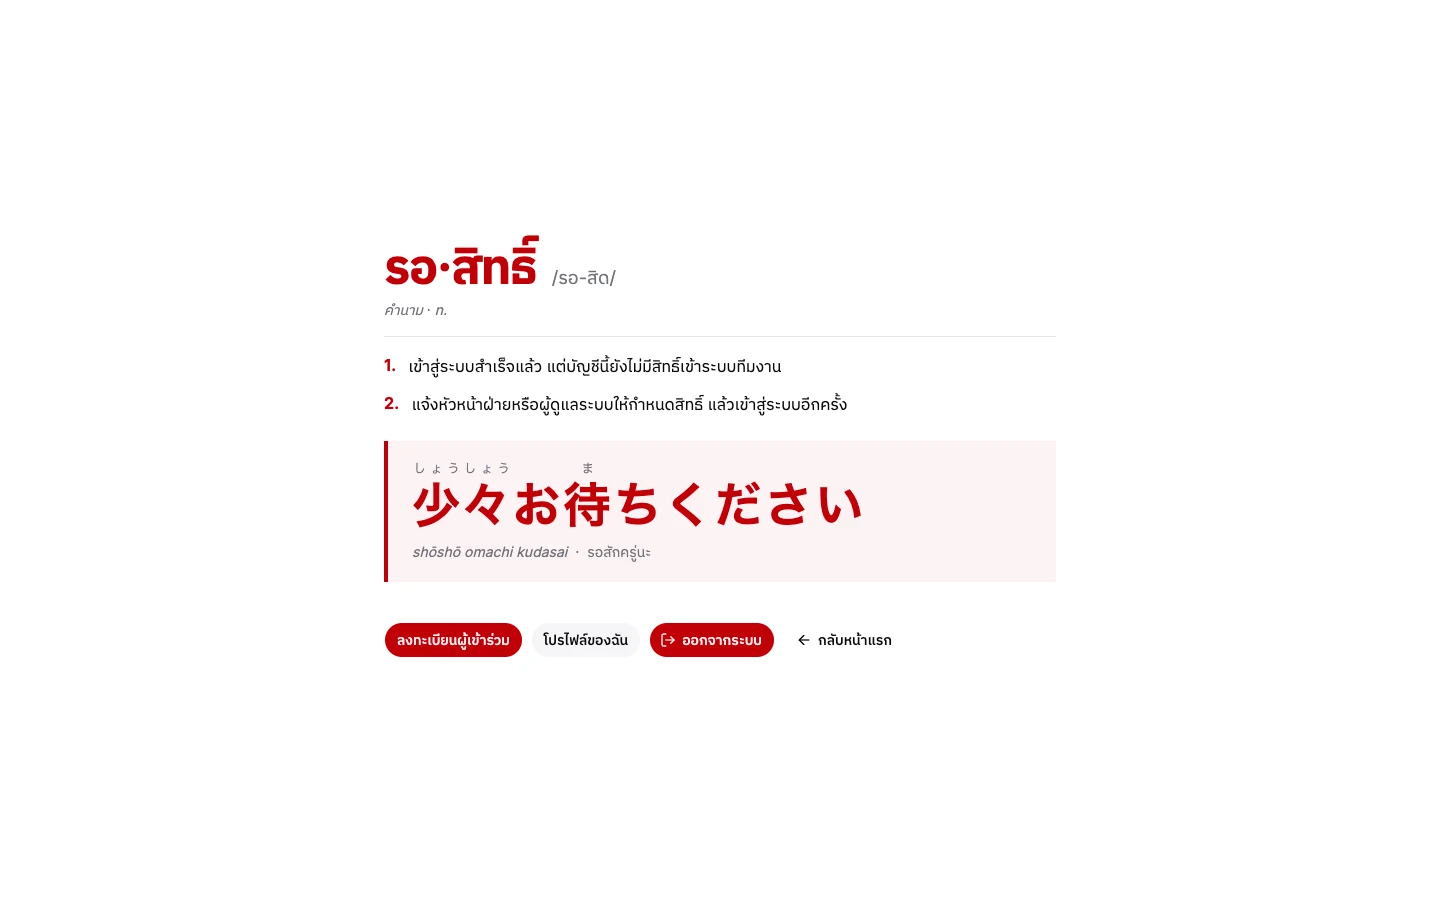 รอ·สิทธิ์ /รอ-สิด/
คำนาม · น.
1. เข้าสู่ระบบสำเร็จแล้ว แต่บัญชีนี้ยังไม่มีสิทธิ์เข้าระบบทีมงาน
2. แจ้งหัวหน้าฝ่ายหรือผู้ดูแลระบบให้กำหนดสิทธิ์ แล้วเข้าสู่ระบบอีกครั้ง
しょうしょう ま
少々お待ちください
shōshō omachi kudasai · รอสักครู่นะ
ลงทะเบียนผู้เข้าร่วม โปรไฟล์ของฉัน ออกจากระบบ ← กลับหน้าแรก